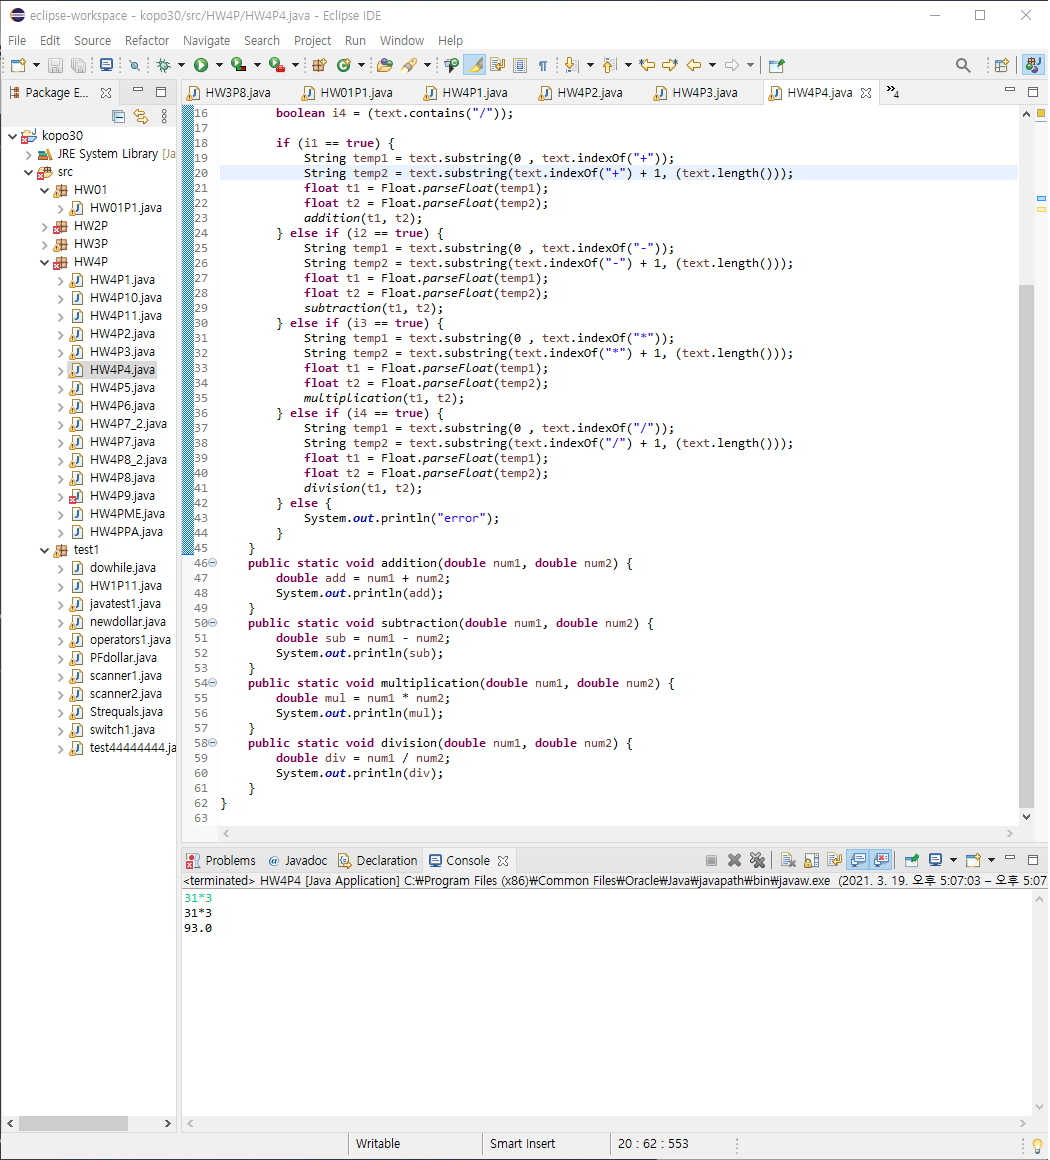 eclipse-workspace - kopo30/src/HW4P/HW4P4.java - Eclipse IDE
File Edit Source Refactor Navigate Search Project Run Window Help
Package E...
HW3P8.java HW01P1.java HW4P1.java HW4P2.java HW4P3.java HW4P4.java »4
kopo30
JRE System Library [Ja
src
HW01
HW01P1.java
HW2P
HW3P
HW4P
HW4P1.java
HW4P10.java
HW4P11.java
HW4P2.java
HW4P3.java
HW4P4.java
HW4P5.java
HW4P6.java
HW4P7_2.java
HW4P7.java
HW4P8_2.java
HW4P8.java
HW4P9.java
HW4PME.java
HW4PPA.java
test1
dowhile.java
HW1P11.java
javatest1.java
newdollar.java
operators1.java
PFdollar.java
scanner1.java
scanner2.java
Strequals.java
switch1.java
test44444444.ja
16 boolean i4 = (text.contains("/"));
17
18 if (i1 == true) {
19 String temp1 = text.substring(0 , text.indexOf("+"));
20 String temp2 = text.substring(text.indexOf("+") + 1, (text.length()));
21 float t1 = Float.parseFloat(temp1);
22 float t2 = Float.parseFloat(temp2);
23 addition(t1, t2);
24 } else if (i2 == true) {
25 String temp1 = text.substring(0 , text.indexOf("-"));
26 String temp2 = text.substring(text.indexOf("-") + 1, (text.length()));
27 float t1 = Float.parseFloat(temp1);
28 float t2 = Float.parseFloat(temp2);
29 subtraction(t1, t2);
30 } else if (i3 == true) {
31 String temp1 = text.substring(0 , text.indexOf("*"));
32 String temp2 = text.substring(text.indexOf("*") + 1, (text.length()));
33 float t1 = Float.parseFloat(temp1);
34 float t2 = Float.parseFloat(temp2);
35 multiplication(t1, t2);
36 } else if (i4 == true) {
37 String temp1 = text.substring(0 , text.indexOf("/"));
38 String temp2 = text.substring(text.indexOf("/") + 1, (text.length()));
39 float t1 = Float.parseFloat(temp1);
40 float t2 = Float.parseFloat(temp2);
41 division(t1, t2);
42 } else {
43 System.out.println("error");
44 }
45 }
46 public static void addition(double num1, double num2) {
47 double add = num1 + num2;
48 System.out.println(add);
49 }
50 public static void subtraction(double num1, double num2) {
51 double sub = num1 - num2;
52 System.out.println(sub);
53 }
54 public static void multiplication(double num1, double num2) {
55 double mul = num1 * num2;
56 System.out.println(mul);
57 }
58 public static void division(double num1, double num2) {
59 double div = num1 / num2;
60 System.out.println(div);
61 }
62 }
63
Problems Javadoc Declaration Console
<terminated> HW4P4 [Java Application] C:₩Program Files (x86)₩Common Files₩Oracle₩Java₩javapath₩bin₩javaw.exe (2021. 3. 19. 오후 5:07:03 – 오후 5:07:
31*3
31*3
93.0
Writable Smart Insert 20 : 62 : 553